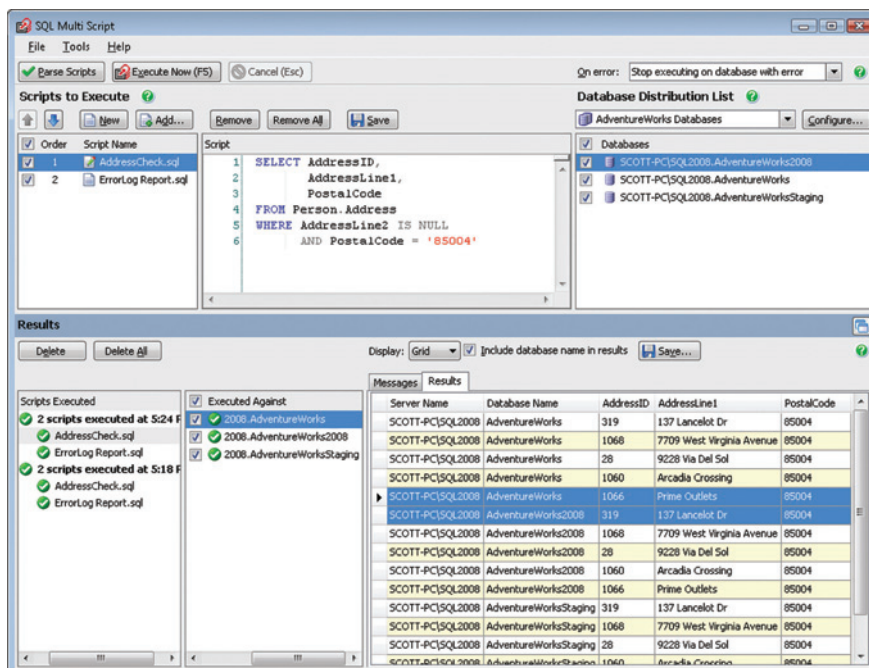 SQL Multi Script
File Tools Help
Parse Scripts Execute Now (F5) Cancel (Esc) On error: Stop executing on database with error
Scripts to Execute Database Distribution List
New Add... Remove Remove All Save AdventureWorks Databases Configure...
Order Script Name
1 AddressCheck.sql
2 ErrorLog Report.sql
Script
1 SELECT AddressID,
2 AddressLine1,
3 PostalCode
4 FROM Person.Address
5 WHERE AddressLine2 IS NULL
6 AND PostalCode = '85004'
Databases
SCOTT-PC\SQL2008.AdventureWorks2008
SCOTT-PC\SQL2008.AdventureWorks
SCOTT-PC\SQL2008.AdventureWorksStaging
Results
Delete Delete All Display: Grid Include database name in results Save...
Scripts Executed
2 scripts executed at 5:24 P
AddressCheck.sql
ErrorLog Report.sql
2 scripts executed at 5:18 P
AddressCheck.sql
ErrorLog Report.sql
Executed Against
2008.AdventureWorks
2008.AdventureWorks2008
2008.AdventureWorksStaging
Messages Results
Server Name Database Name AddressID AddressLine1 PostalCode
SCOTT-PC\SQL2008 AdventureWorks 319 137 Lancelot Dr 85004
SCOTT-PC\SQL2008 AdventureWorks 1068 7709 West Virginia Avenue 85004
SCOTT-PC\SQL2008 AdventureWorks 28 9228 Via Del Sol 85004
SCOTT-PC\SQL2008 AdventureWorks 1060 Arcadia Crossing 85004
SCOTT-PC\SQL2008 AdventureWorks 1066 Prime Outlets 85004
SCOTT-PC\SQL2008 AdventureWorks2008 319 137 Lancelot Dr 85004
SCOTT-PC\SQL2008 AdventureWorks2008 1068 7709 West Virginia Avenue 85004
SCOTT-PC\SQL2008 AdventureWorks2008 28 9228 Via Del Sol 85004
SCOTT-PC\SQL2008 AdventureWorks2008 1060 Arcadia Crossing 85004
SCOTT-PC\SQL2008 AdventureWorks2008 1066 Prime Outlets 85004
SCOTT-PC\SQL2008 AdventureWorksStaging 319 137 Lancelot Dr 85004
SCOTT-PC\SQL2008 AdventureWorksStaging 1068 7709 West Virginia Avenue 85004
SCOTT-PC\SQL2008 AdventureWorksStaging 28 9228 Via Del Sol 85004
SCOTT-PC\SQL2008 AdventureWorksStaging 1060 Arcadia Crossing 85004